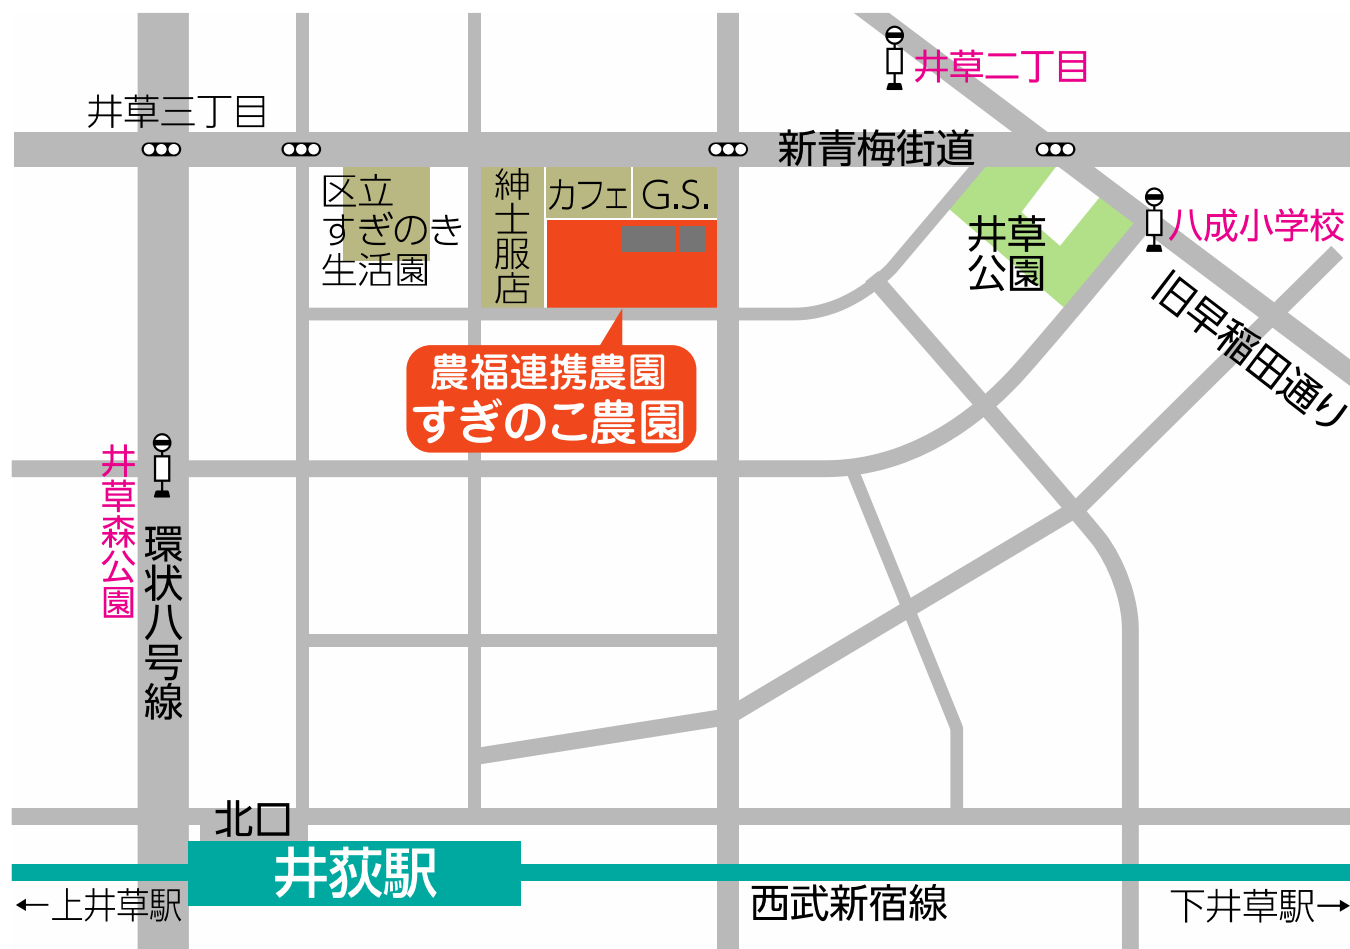 井草二丁目
井草三丁目
新青梅街道
区立
すぎのき
生活園
紳士服店
カフェ
G.S.
井草
公園
八成小学校
旧早稲田通り
農福連携農園
すぎのこ農園
井草森公園
環状八号線
北口
井荻駅
←上井草駅
西武新宿線
下井草駅→